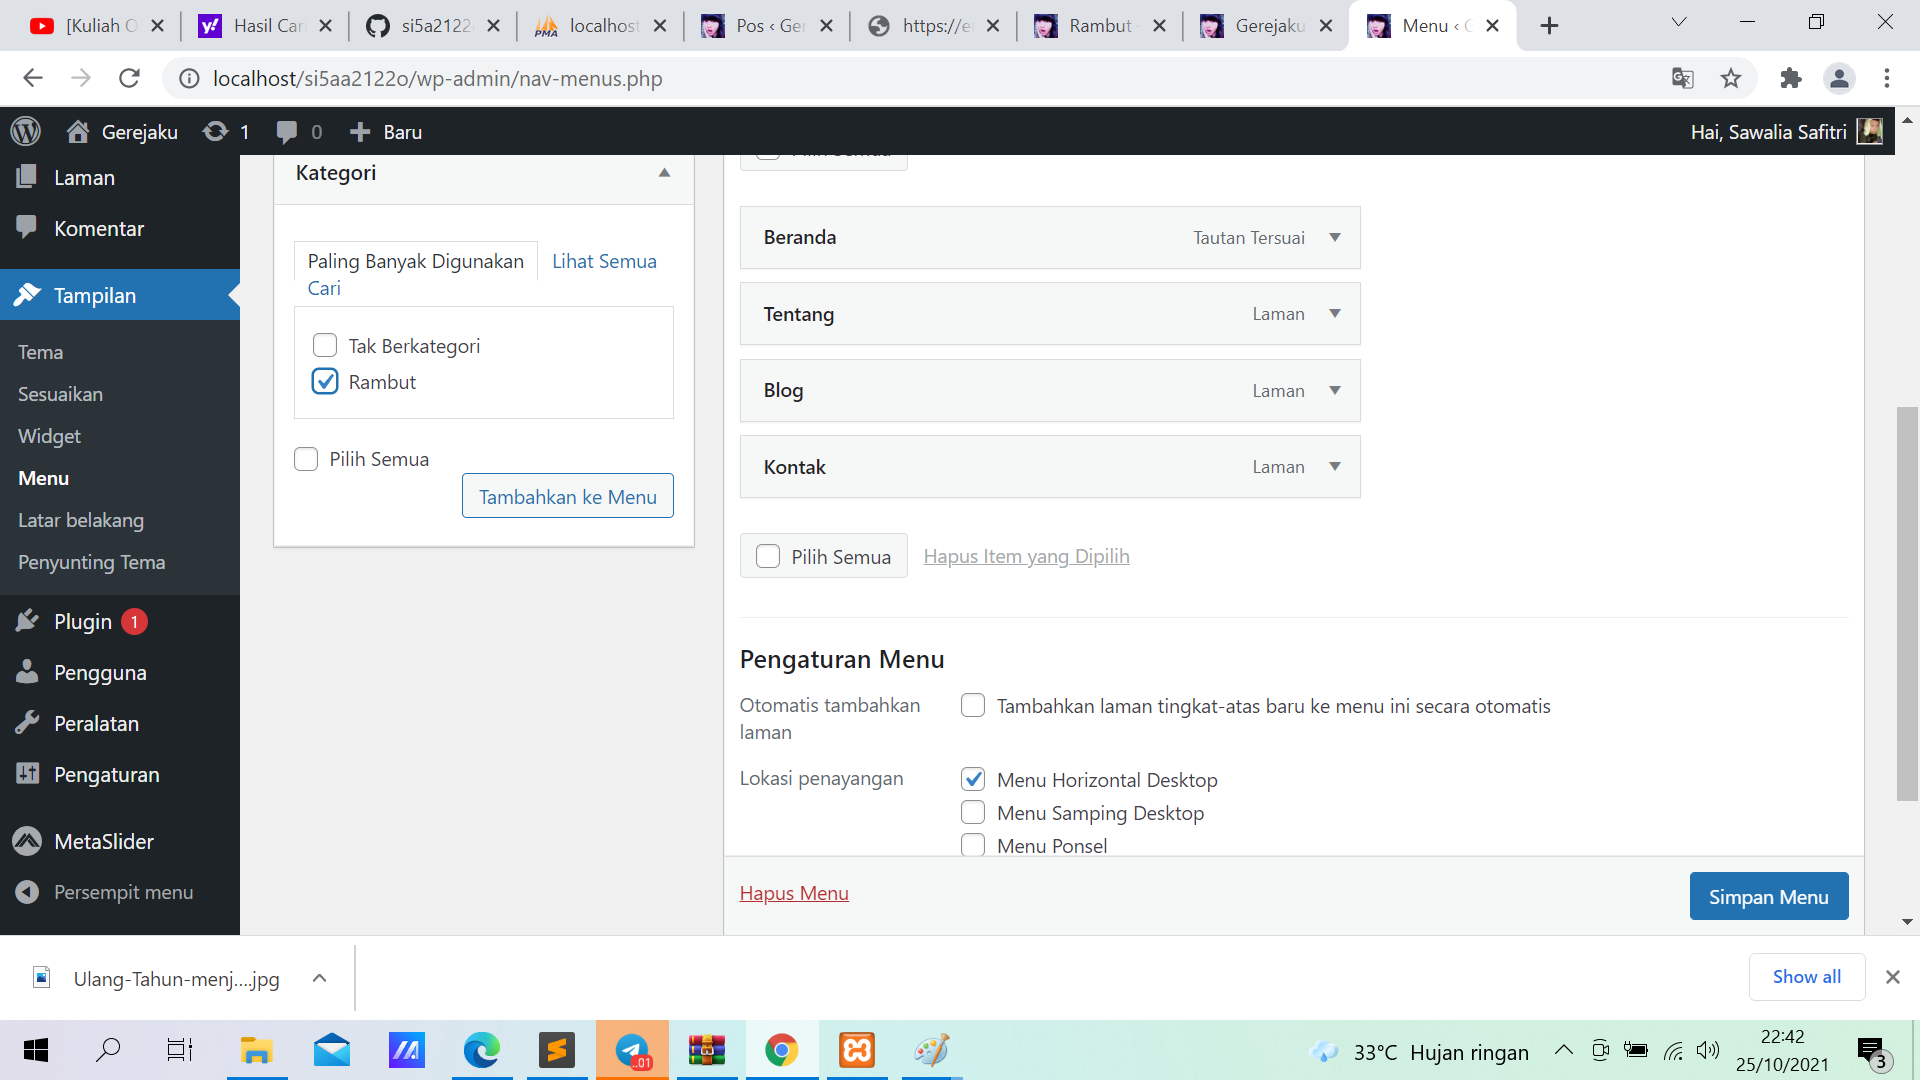 [Kuliah O
Hasil Car
si5a2122
localhost
Pos ‹ Ger
https://e
Rambut -
Gerejaku
Menu ‹ G
localhost/si5aa2122o/wp-admin/nav-menus.php
Gerejaku
1
0
Baru
Hai, Sawalia Safitri
Laman
Komentar
Tampilan
Tema
Sesuaikan
Widget
Menu
Latar belakang
Penyunting Tema
Plugin 1
Pengguna
Peralatan
Pengaturan
MetaSlider
Persempit menu
Kategori
Paling Banyak Digunakan
Lihat Semua
Cari
Tak Berkategori
Rambut
Pilih Semua
Tambahkan ke Menu
Pilih Semua
Beranda
Tautan Tersuai
Tentang
Laman
Blog
Laman
Kontak
Laman
Pilih Semua
Hapus Item yang Dipilih
Pengaturan Menu
Otomatis tambahkan
laman
Tambahkan laman tingkat-atas baru ke menu ini secara otomatis
Lokasi penayangan
Menu Horizontal Desktop
Menu Samping Desktop
Menu Ponsel
Hapus Menu
Simpan Menu
Ulang-Tahun-menj....jpg
Show all
..01
33°C Hujan ringan
22:42
25/10/2021
3